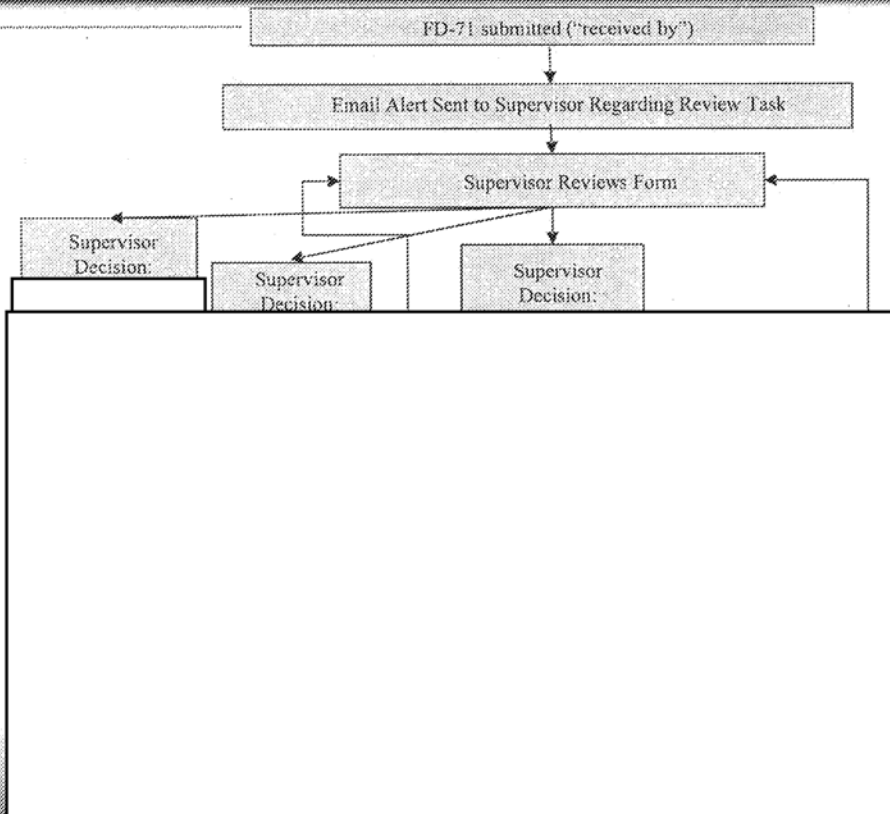 FD-71 submitted ("received by")
Email Alert Sent to Supervisor Regarding Review Task
Supervisor Reviews Form
Supervisor
Decision:
Supervisor
Decision:
Supervisor
Decision: